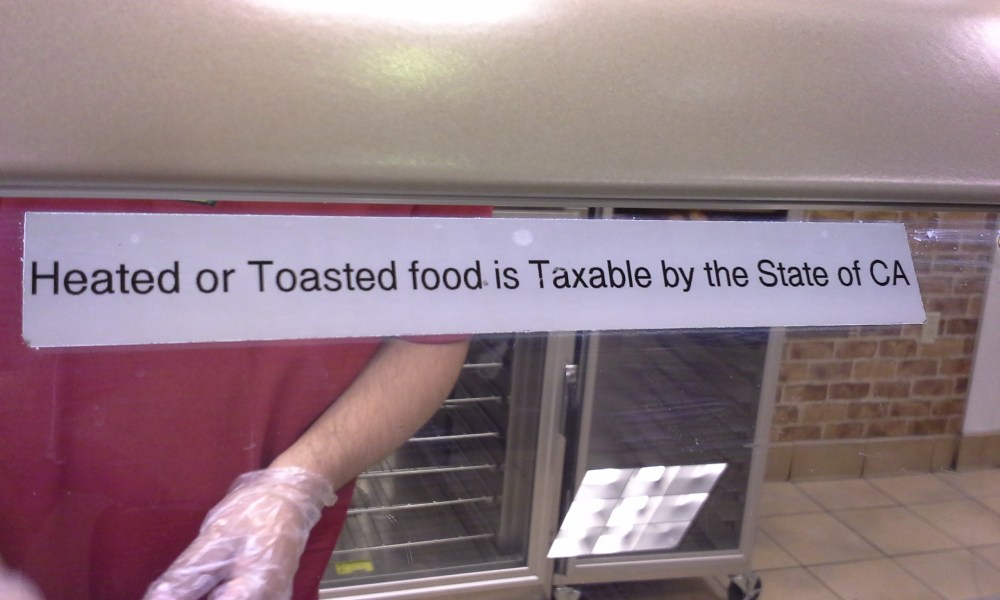 Heated or Toasted food is Taxable by the State of CA